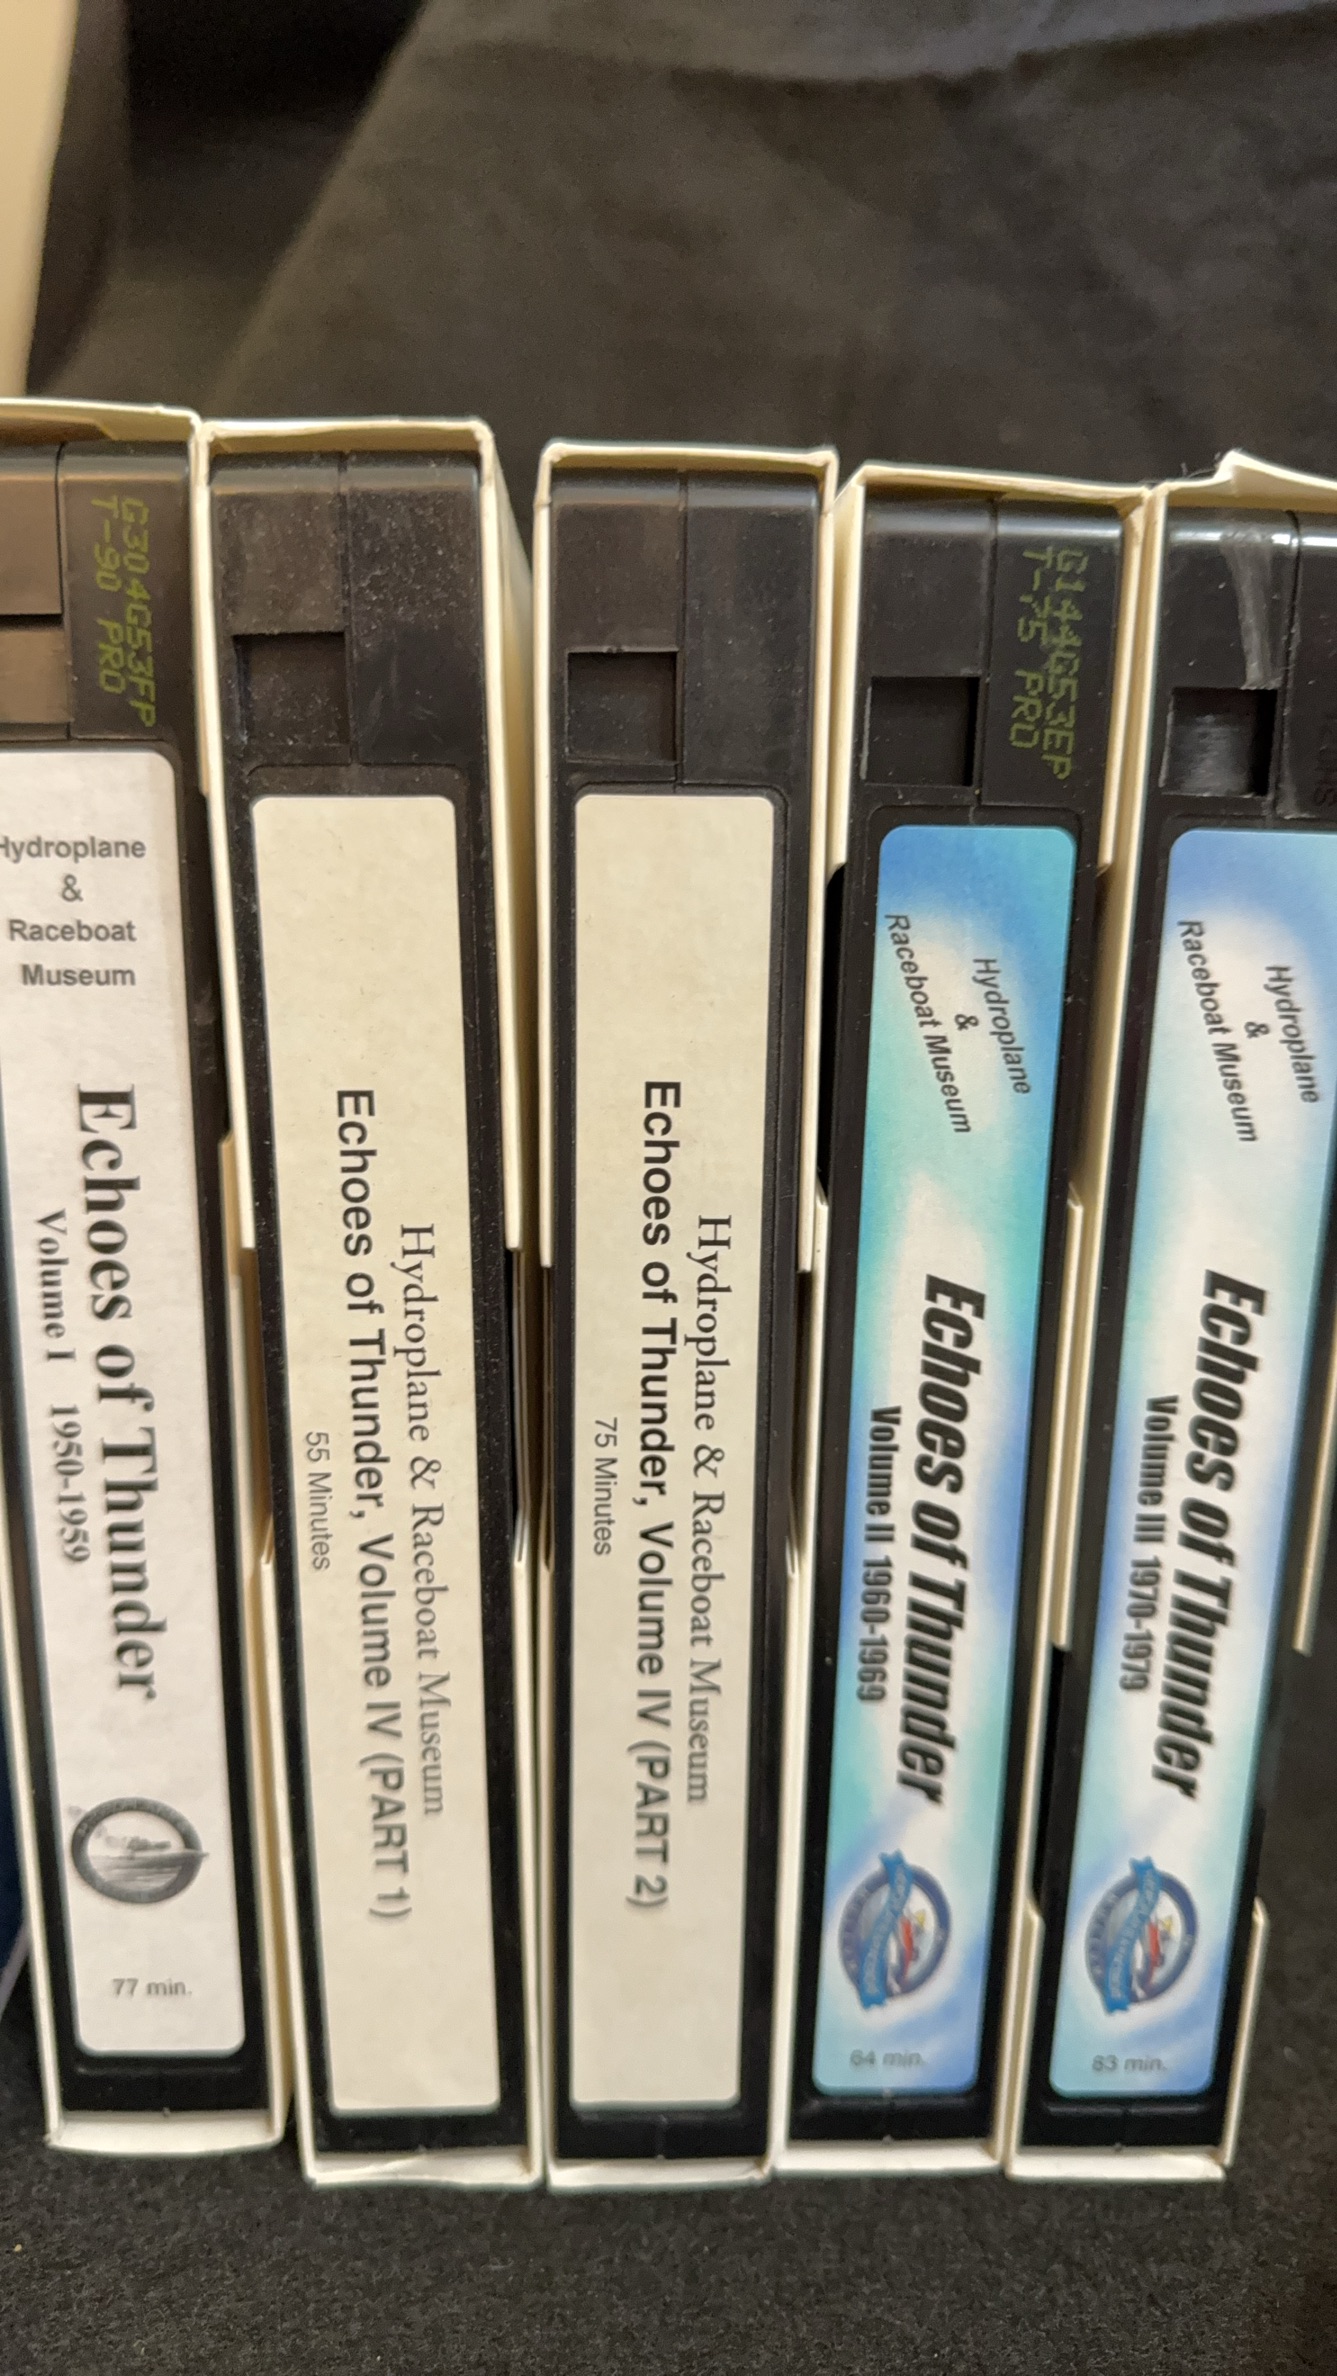 G304G53FP
T-90 PRO
Hydroplane
&
Raceboat
Museum
Echoes of Thunder
Volume I 1950-1959
77 min.
Hydroplane & Raceboat Museum
Echoes of Thunder, Volume IV (PART 1)
55 Minutes
Hydroplane & Raceboat Museum
Echoes of Thunder, Volume IV (PART 2)
75 Minutes
G144G53EP
T-75 PRO
Hydroplane
&
Raceboat Museum
Echoes of Thunder
Volume II 1960-1969
64 min.
Hydroplane
&
Raceboat Museum
Echoes of Thunder
Volume III 1970-1979
83 min.